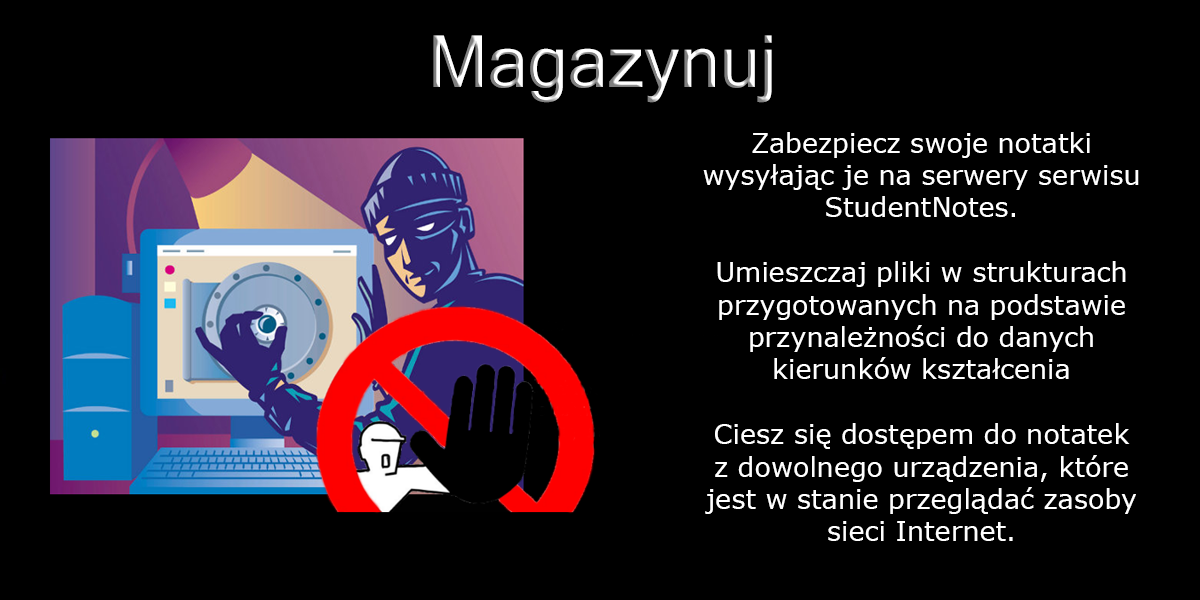 Magazynuj
Zabezpiecz swoje notatki
wysyłając je na serwery serwisu
StudentNotes.
Umieszczaj pliki w strukturach
przygotowanych na podstawie
przynależności do danych
kierunków kształcenia
Ciesz się dostępem do notatek
z dowolnego urządzenia, które
jest w stanie przeglądać zasoby
sieci Internet.